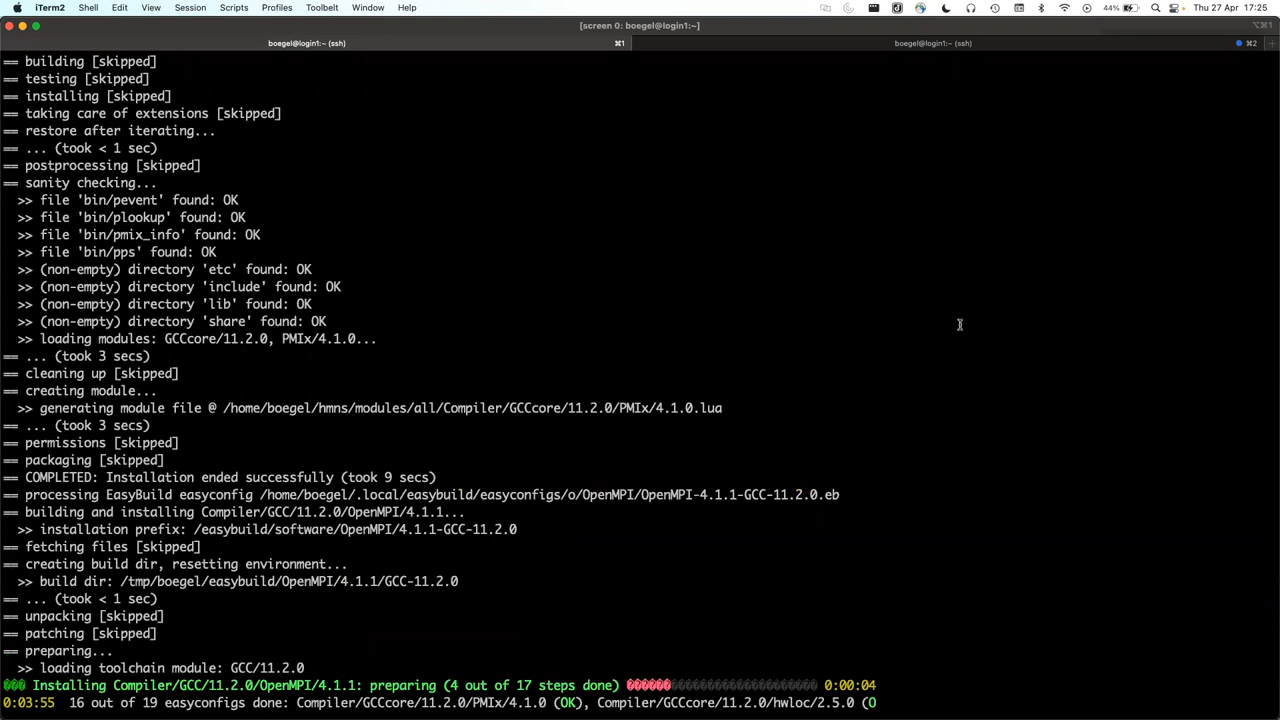 iTerm2 Shell Edit View Session Scripts Profiles Toolbelt Window Help 44% Thu 27 Apr 17:25
[screen 0: boegel@login1:~] ⌥⌘1
boegel@login1:~ (ssh) ⌘1 boegel@login1:~ (ssh) ⌘2 +
== building [skipped]
== testing [skipped]
== installing [skipped]
== taking care of extensions [skipped]
== restore after iterating...
== ... (took < 1 sec)
== postprocessing [skipped]
== sanity checking...
>> file 'bin/pevent' found: OK
>> file 'bin/plookup' found: OK
>> file 'bin/pmix_info' found: OK
>> file 'bin/pps' found: OK
>> (non-empty) directory 'etc' found: OK
>> (non-empty) directory 'include' found: OK
>> (non-empty) directory 'lib' found: OK
>> (non-empty) directory 'share' found: OK
>> loading modules: GCCcore/11.2.0, PMIx/4.1.0...
== ... (took 3 secs)
== cleaning up [skipped]
== creating module...
>> generating module file @ /home/boegel/hmns/modules/all/Compiler/GCCcore/11.2.0/PMIx/4.1.0.lua
== ... (took 3 secs)
== permissions [skipped]
== packaging [skipped]
== COMPLETED: Installation ended successfully (took 9 secs)
== processing EasyBuild easyconfig /home/boegel/.local/easybuild/easyconfigs/o/OpenMPI/OpenMPI-4.1.1-GCC-11.2.0.eb
== building and installing Compiler/GCC/11.2.0/OpenMPI/4.1.1...
>> installation prefix: /easybuild/software/OpenMPI/4.1.1-GCC-11.2.0
== fetching files [skipped]
== creating build dir, resetting environment...
>> build dir: /tmp/boegel/easybuild/OpenMPI/4.1.1/GCC-11.2.0
== ... (took < 1 sec)
== unpacking [skipped]
== patching [skipped]
== preparing...
>> loading toolchain module: GCC/11.2.0
��� Installing Compiler/GCC/11.2.0/OpenMPI/4.1.1: preparing (4 out of 17 steps done) 0:00:04
0:03:55 16 out of 19 easyconfigs done: Compiler/GCCcore/11.2.0/PMIx/4.1.0 (OK), Compiler/GCCcore/11.2.0/hwloc/2.5.0 (O